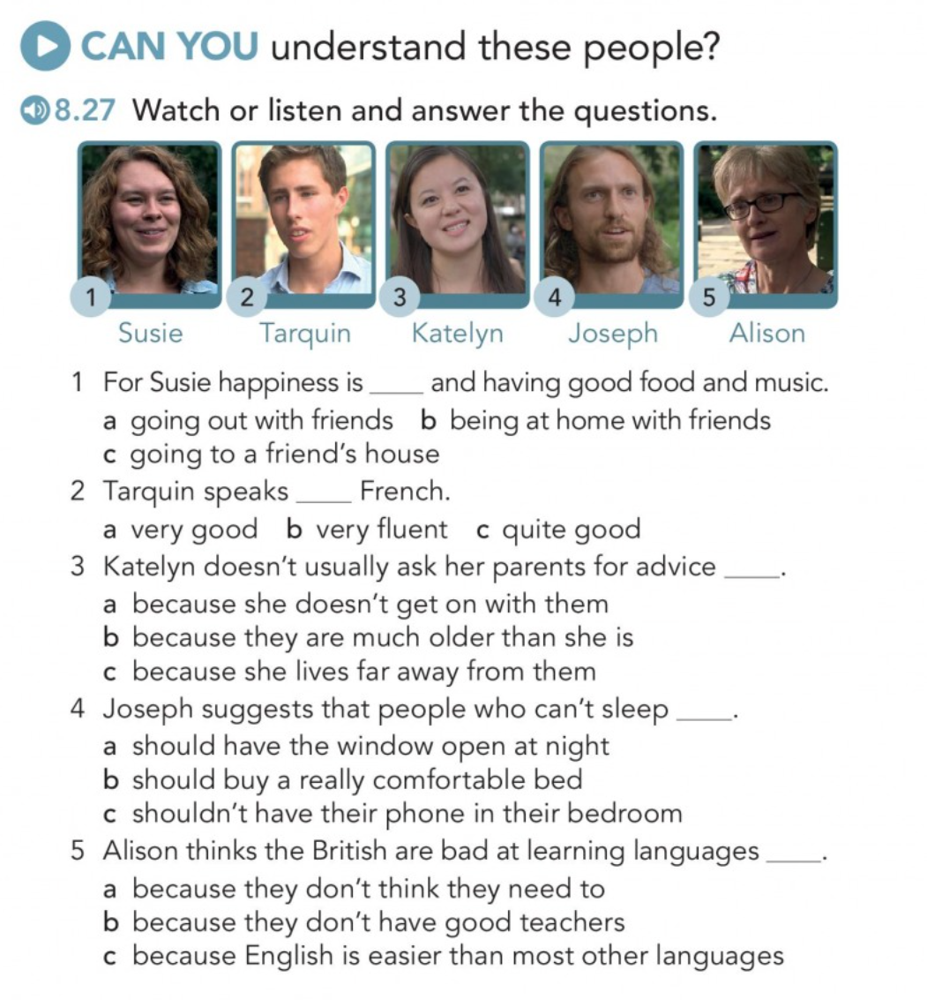 CAN YOU understand these people?
8.27 Watch or listen and answer the questions.
1 2 3 4 5
Susie Tarquin Katelyn Joseph Alison
1 For Susie happiness is ____ and having good food and music.
a going out with friends b being at home with friends
c going to a friend's house
2 Tarquin speaks ____ French.
a very good b very fluent c quite good
3 Katelyn doesn't usually ask her parents for advice ____.
a because she doesn't get on with them
b because they are much older than she is
c because she lives far away from them
4 Joseph suggests that people who can't sleep ____.
a should have the window open at night
b should buy a really comfortable bed
c shouldn't have their phone in their bedroom
5 Alison thinks the British are bad at learning languages ____.
a because they don't think they need to
b because they don't have good teachers
c because English is easier than most other languages